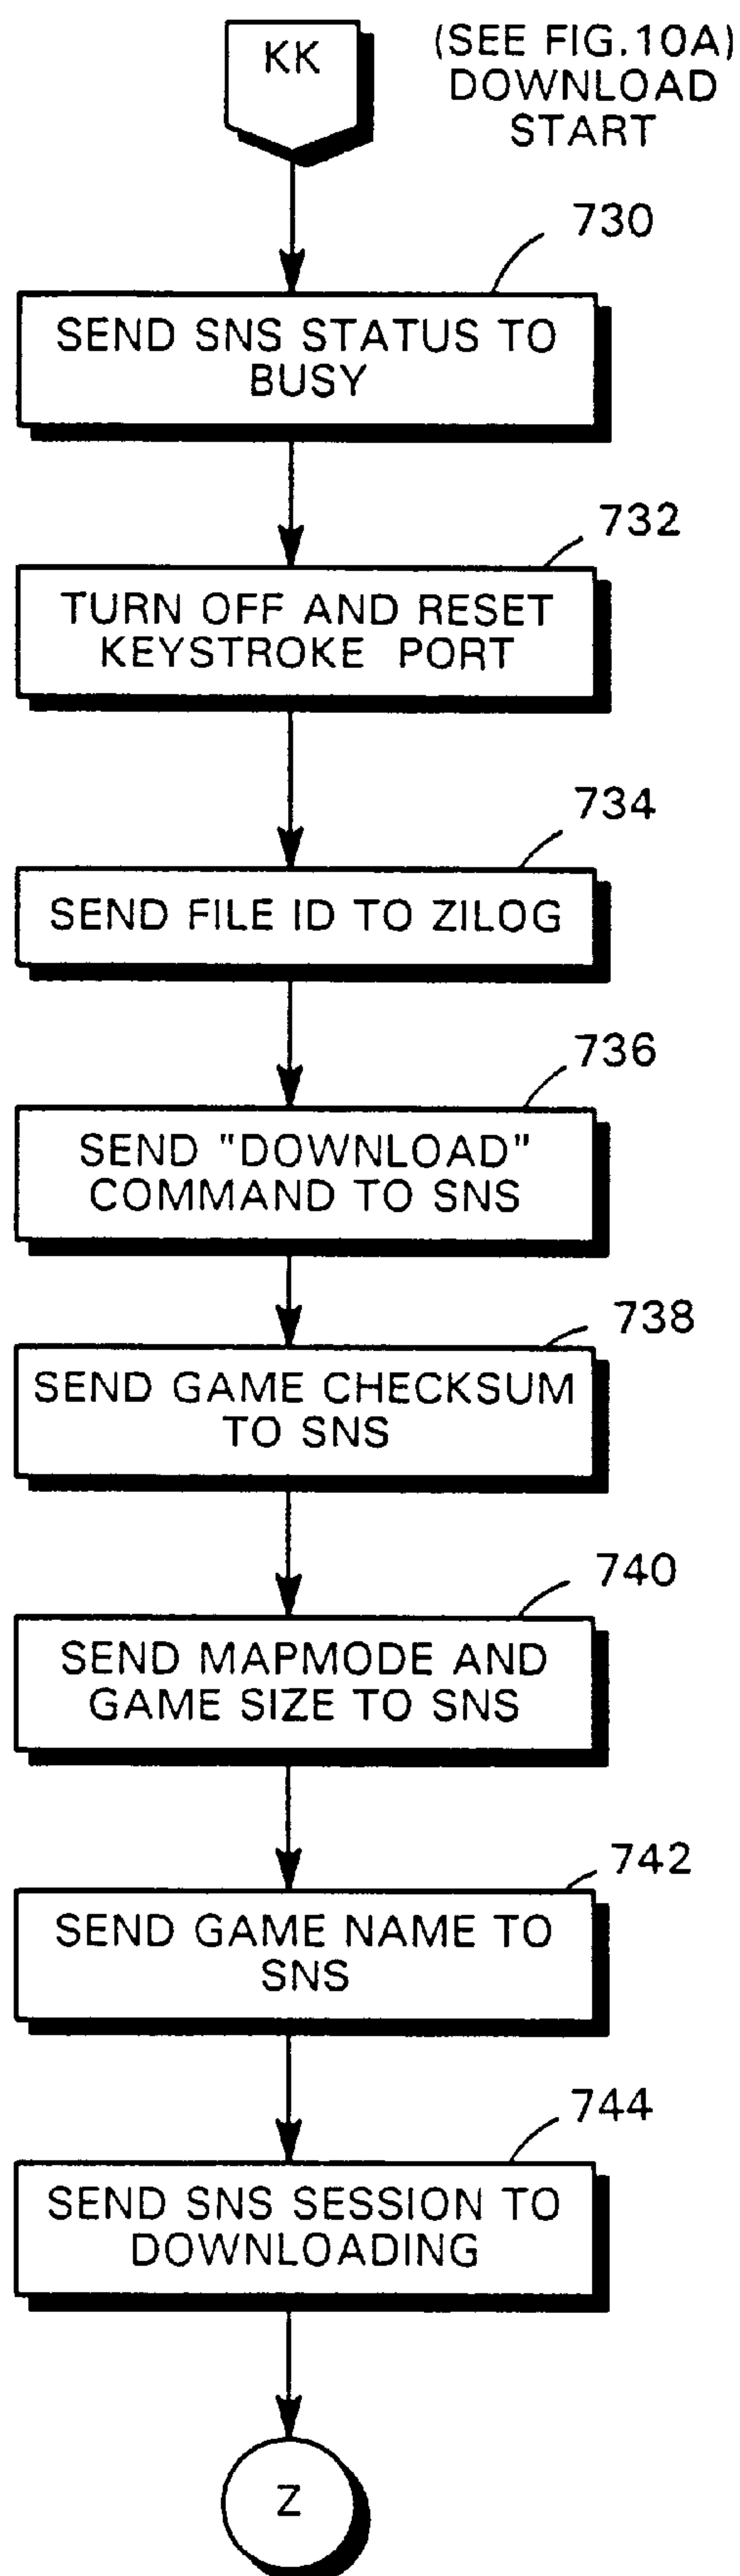 KK
(SEE FIG.10A)
DOWNLOAD
START
730
SEND SNS STATUS TO
BUSY
732
TURN OFF AND RESET
KEYSTROKE PORT
734
SEND FILE ID TO ZILOG
736
SEND "DOWNLOAD"
COMMAND TO SNS
738
SEND GAME CHECKSUM
TO SNS
740
SEND MAPMODE AND
GAME SIZE TO SNS
742
SEND GAME NAME TO
SNS
744
SEND SNS SESSION TO
DOWNLOADING
Z